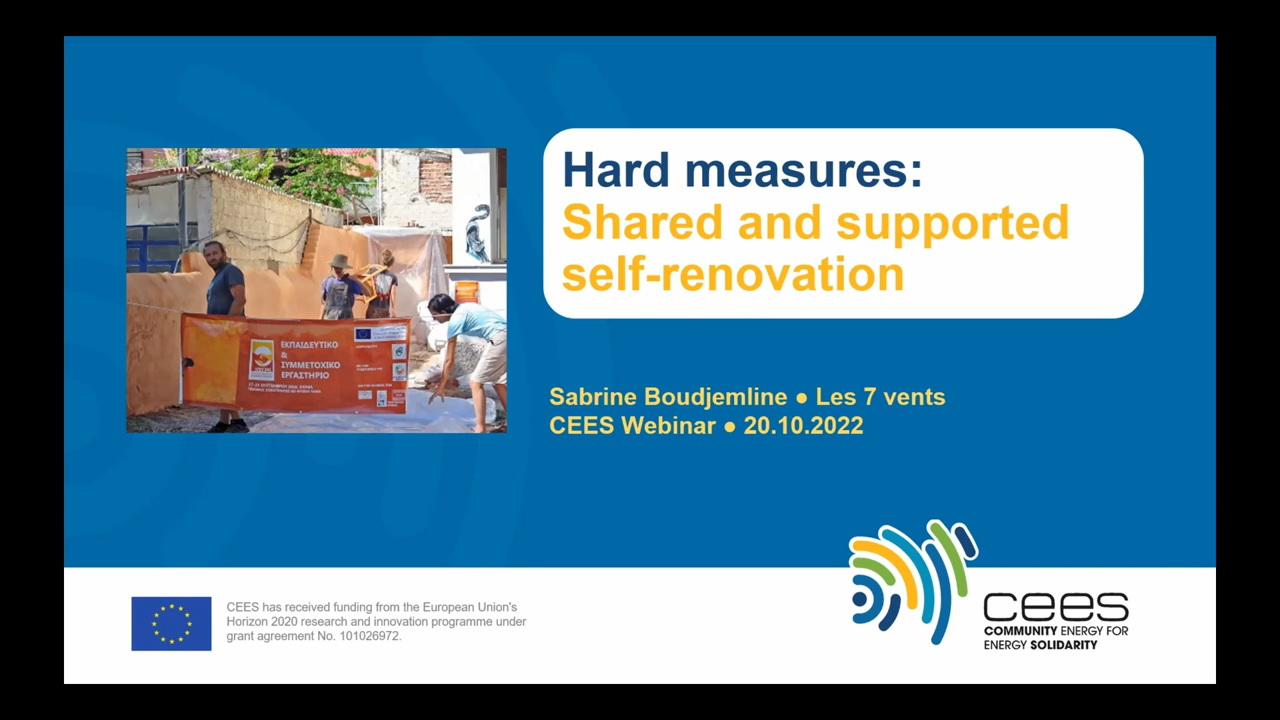 Hard measures:
Shared and supported
self-renovation
ΕΚΠΑΙΔΕΥΤΙΚΟ
&
ΣΥΜΜΕΤΟΧΙΚΟ
ΕΡΓΑΣΤΗΡΙΟ
Sabrine Boudjemline ● Les 7 vents
CEES Webinar ● 20.10.2022
CEES has received funding from the European Union's
Horizon 2020 research and innovation programme under
grant agreement No. 101026972.
cees
COMMUNITY ENERGY FOR
ENERGY SOLIDARITY